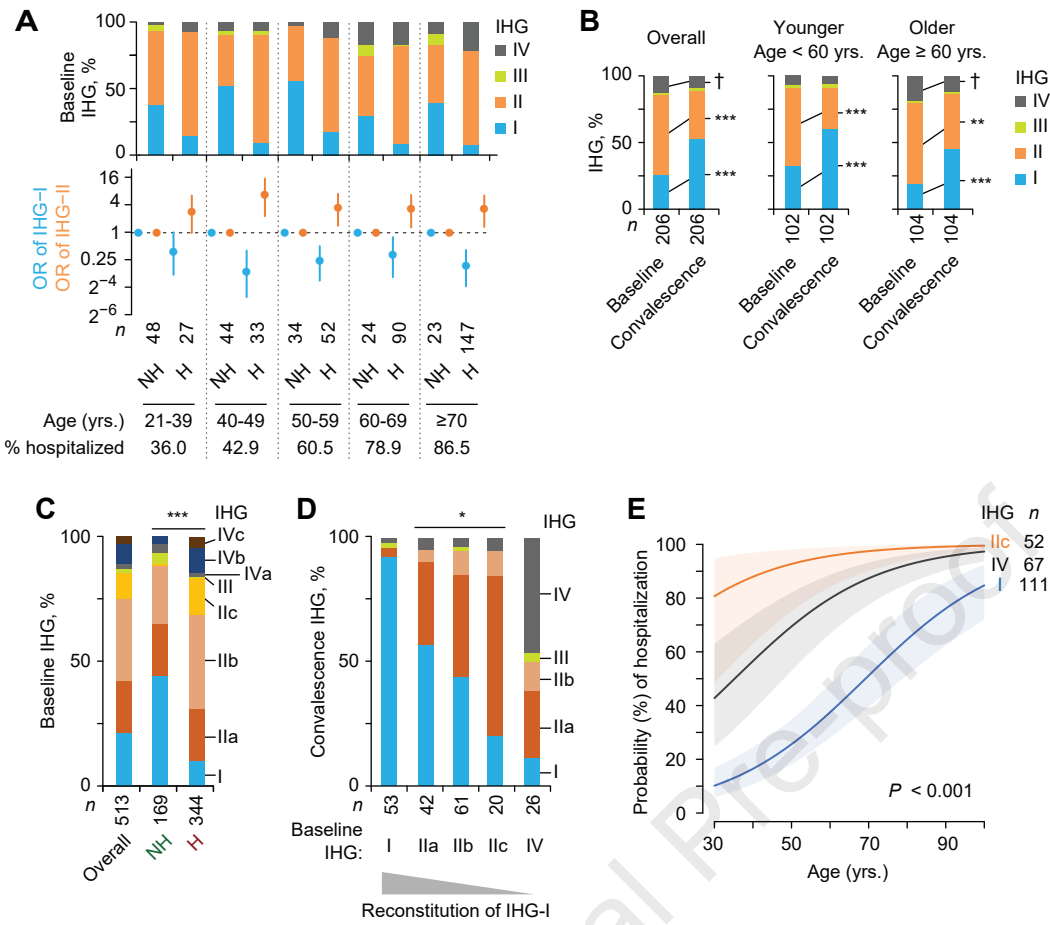 A
Baseline
IHG, %
100
50
0
IHG
IV
III
II
I
OR of IHG−I
OR of IHG−II
16
4
1
0.25
2−4
2−6
n
48
27
44
33
34
52
24
90
23
147
NH
H
NH
H
NH
H
NH
H
NH
H
Age (yrs.)
21-39
40-49
50-59
60-69
≥70
% hospitalized
36.0
42.9
60.5
78.9
86.5
B
Overall
Younger
Age < 60 yrs.
Older
Age ≥ 60 yrs.
IHG, %
100
50
0
†
***
***
***
***
†
**
***
IHG
IV
III
II
I
n
206
206
102
102
104
104
Baseline
Convalescence
Baseline
Convalescence
Baseline
Convalescence
C
Baseline IHG, %
100
50
0
***
IHG
IVc
IVb
IVa
III
IIc
IIb
IIa
I
n
513
169
344
Overall
NH
H
D
Convalescence IHG, %
100
50
0
*
IHG
IV
III
IIb
IIa
I
n
53
42
61
20
26
Baseline
IHG:
I
IIa
IIb
IIc
IV
Reconstitution of IHG-I
E
Probability (%) of hospitalization
100
80
60
40
20
0
IHG n
IIc 52
IV 67
I 111
P < 0.001
30
50
70
90
Age (yrs.)
al Pre-proof